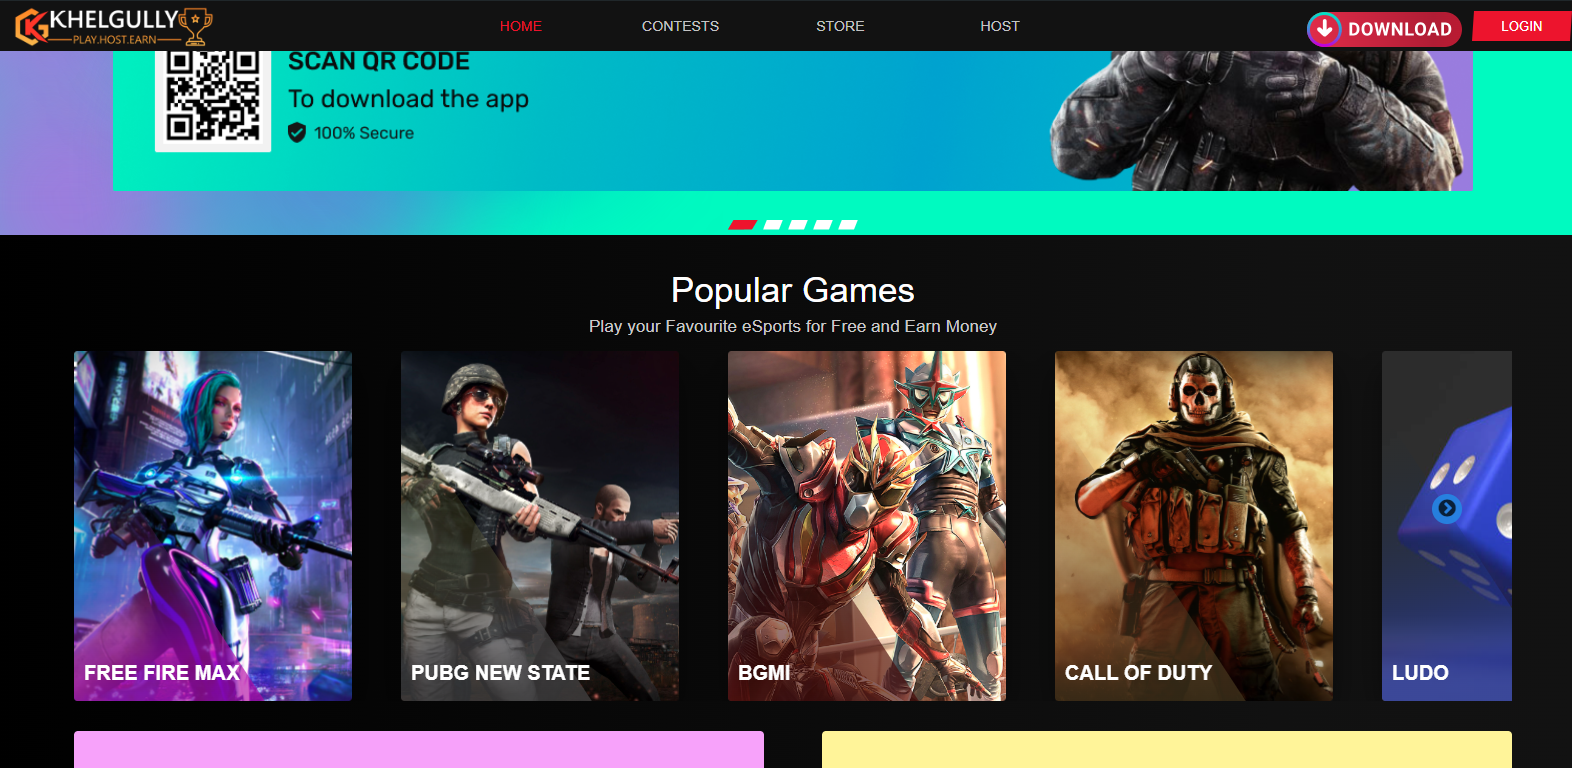 KHELGULLY
PLAY.HOST.EARN
HOME
CONTESTS
STORE
HOST
DOWNLOAD
LOGIN
SCAN QR CODE
To download the app
100% Secure
Popular Games
Play your Favourite eSports for Free and Earn Money
FREE FIRE MAX
PUBG NEW STATE
BGMI
CALL OF DUTY
LUDO